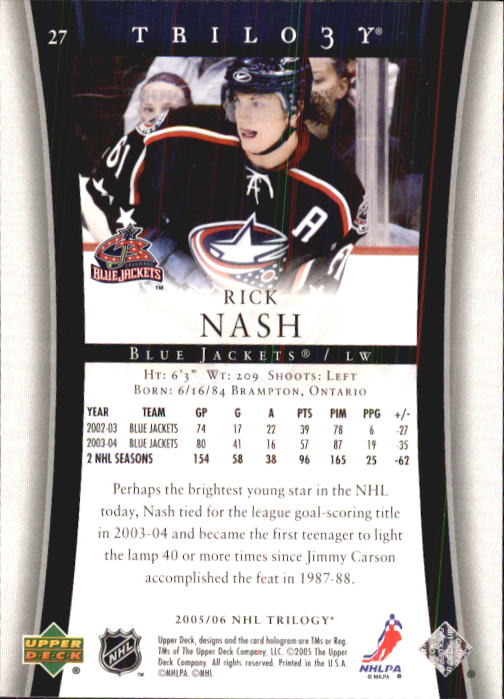 27
TRILO3Y®
61
A
BLUE JACKETS
™
RICK
NASH
BLUE JACKETS® / LW
HT: 6'3" WT: 209 SHOOTS: LEFT
BORN: 6/16/84 BRAMPTON, ONTARIO
YEAR TEAM GP G A PTS PIM PPG +/-
2002-03 BLUE JACKETS 74 17 22 39 78 6 -27
2003-04 BLUE JACKETS 80 41 16 57 87 19 -35
2 NHL SEASONS 154 58 38 96 165 25 -62
Perhaps the brightest young star in the NHL
today, Nash tied for the league goal-scoring title
in 2003-04 and became the first teenager to light
the lamp 40 or more times since Jimmy Carson
accomplished the feat in 1987-88.
2005/06 NHL TRILOGY®
UPPER DECK ®
NHL ®
Upper Deck, designs and the card hologram are TMs or Reg.
TMs of The Upper Deck Company, LLC. ©2005 The Upper
Deck Company. All rights reserved. Printed in the U.S.A.
©NHLPA. ©NHL
NHLPA
© NHLPA
®